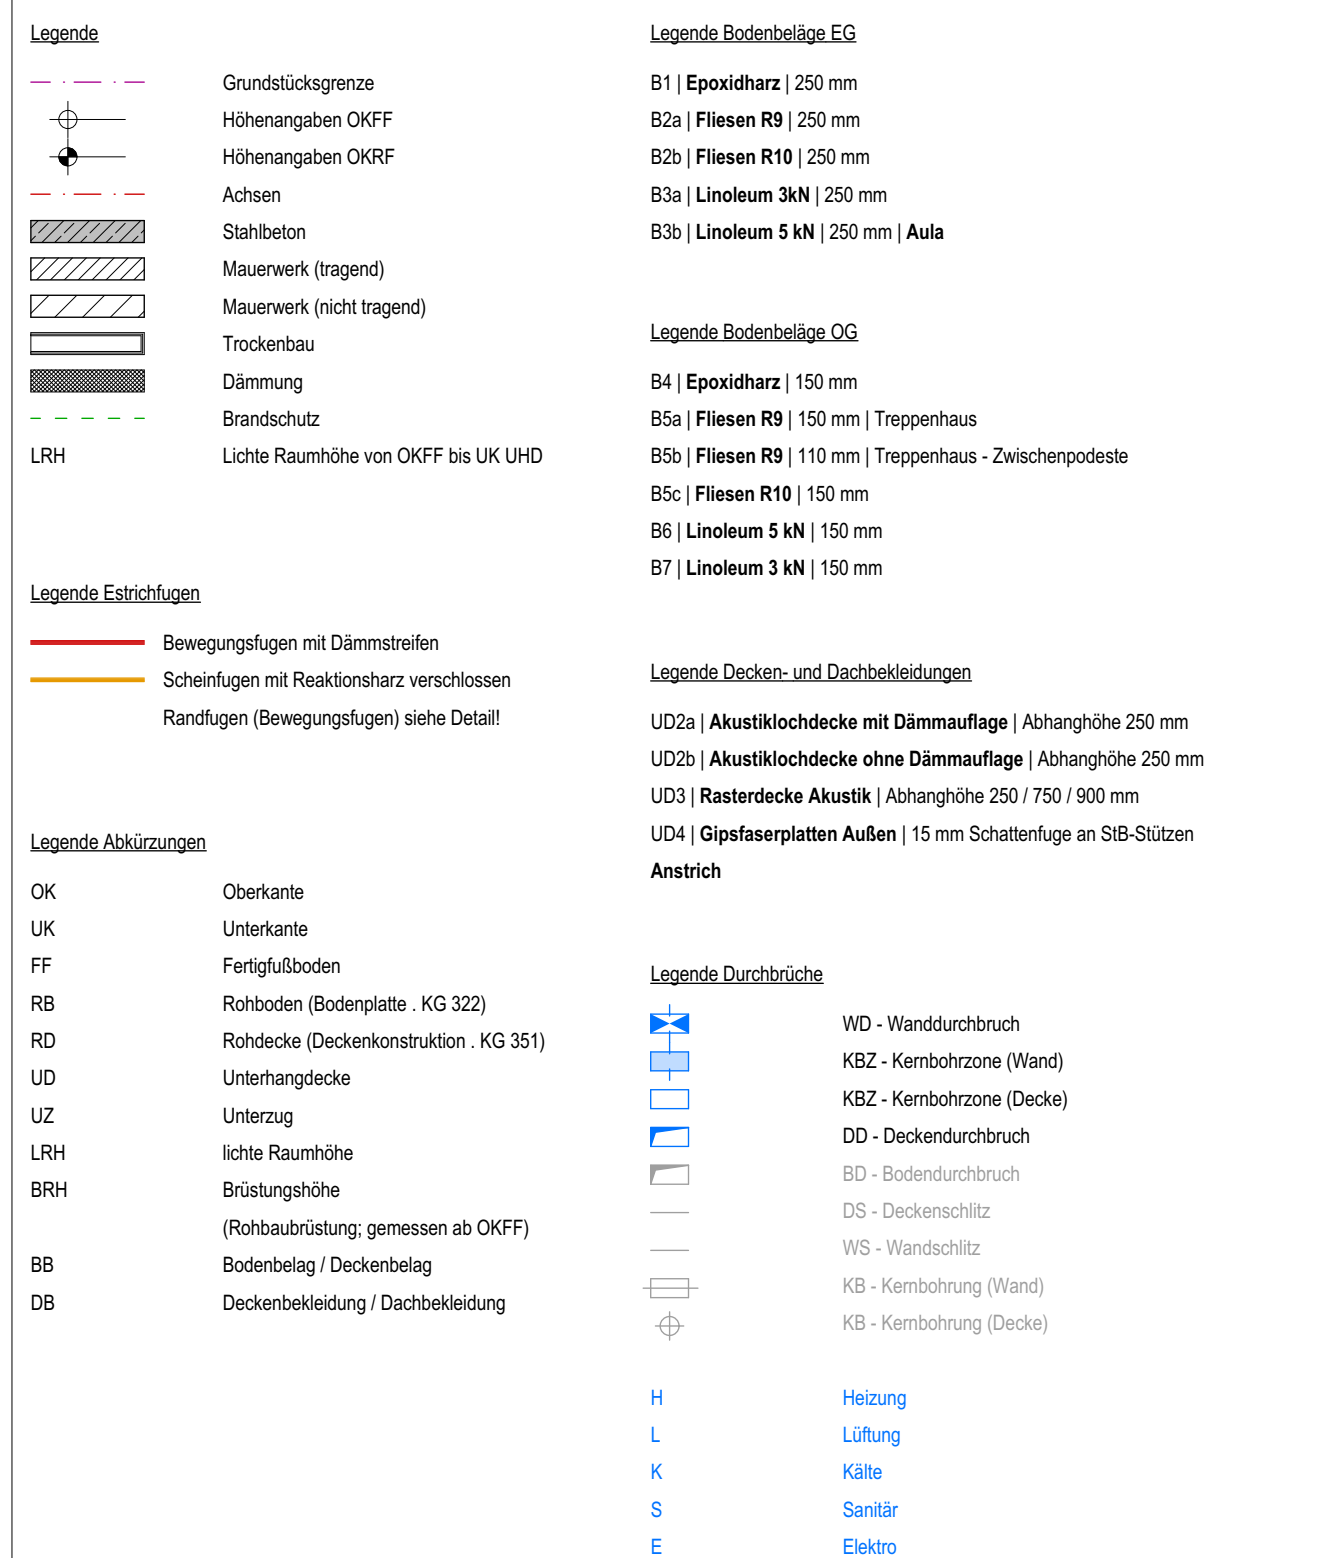 Legende
Grundstücksgrenze
Höhenangaben OKFF
Höhenangaben OKRF
Achsen
Stahlbeton
Mauerwerk (tragend)
Mauerwerk (nicht tragend)
Trockenbau
Dämmung
Brandschutz
LRH Lichte Raumhöhe von OKFF bis UK UHD
Legende Estrichfugen
Bewegungsfugen mit Dämmstreifen
Scheinfugen mit Reaktionsharz verschlossen
Randfugen (Bewegungsfugen) siehe Detail!
Legende Abkürzungen
OK Oberkante
UK Unterkante
FF Fertigfußboden
RB Rohboden (Bodenplatte . KG 322)
RD Rohdecke (Deckenkonstruktion . KG 351)
UD Unterhangdecke
UZ Unterzug
LRH lichte Raumhöhe
BRH Brüstungshöhe
(Rohbaubrüstung; gemessen ab OKFF)
BB Bodenbelag / Deckenbelag
DB Deckenbekleidung / Dachbekleidung
Legende Bodenbeläge EG
B1 | Epoxidharz | 250 mm
B2a | Fliesen R9 | 250 mm
B2b | Fliesen R10 | 250 mm
B3a | Linoleum 3kN | 250 mm
B3b | Linoleum 5 kN | 250 mm | Aula
Legende Bodenbeläge OG
B4 | Epoxidharz | 150 mm
B5a | Fliesen R9 | 150 mm | Treppenhaus
B5b | Fliesen R9 | 110 mm | Treppenhaus - Zwischenpodeste
B5c | Fliesen R10 | 150 mm
B6 | Linoleum 5 kN | 150 mm
B7 | Linoleum 3 kN | 150 mm
Legende Decken- und Dachbekleidungen
UD2a | Akustiklochdecke mit Dämmauflage | Abhanghöhe 250 mm
UD2b | Akustiklochdecke ohne Dämmauflage | Abhanghöhe 250 mm
UD3 | Rasterdecke Akustik | Abhanghöhe 250 / 750 / 900 mm
UD4 | Gipsfaserplatten Außen | 15 mm Schattenfuge an StB-Stützen
Anstrich
Legende Durchbrüche
WD - Wanddurchbruch
KBZ - Kernbohrzone (Wand)
KBZ - Kernbohrzone (Decke)
DD - Deckendurchbruch
BD - Bodendurchbruch
DS - Deckenschlitz
WS - Wandschlitz
KB - Kernbohrung (Wand)
KB - Kernbohrung (Decke)
H Heizung
L Lüftung
K Kälte
S Sanitär
E Elektro